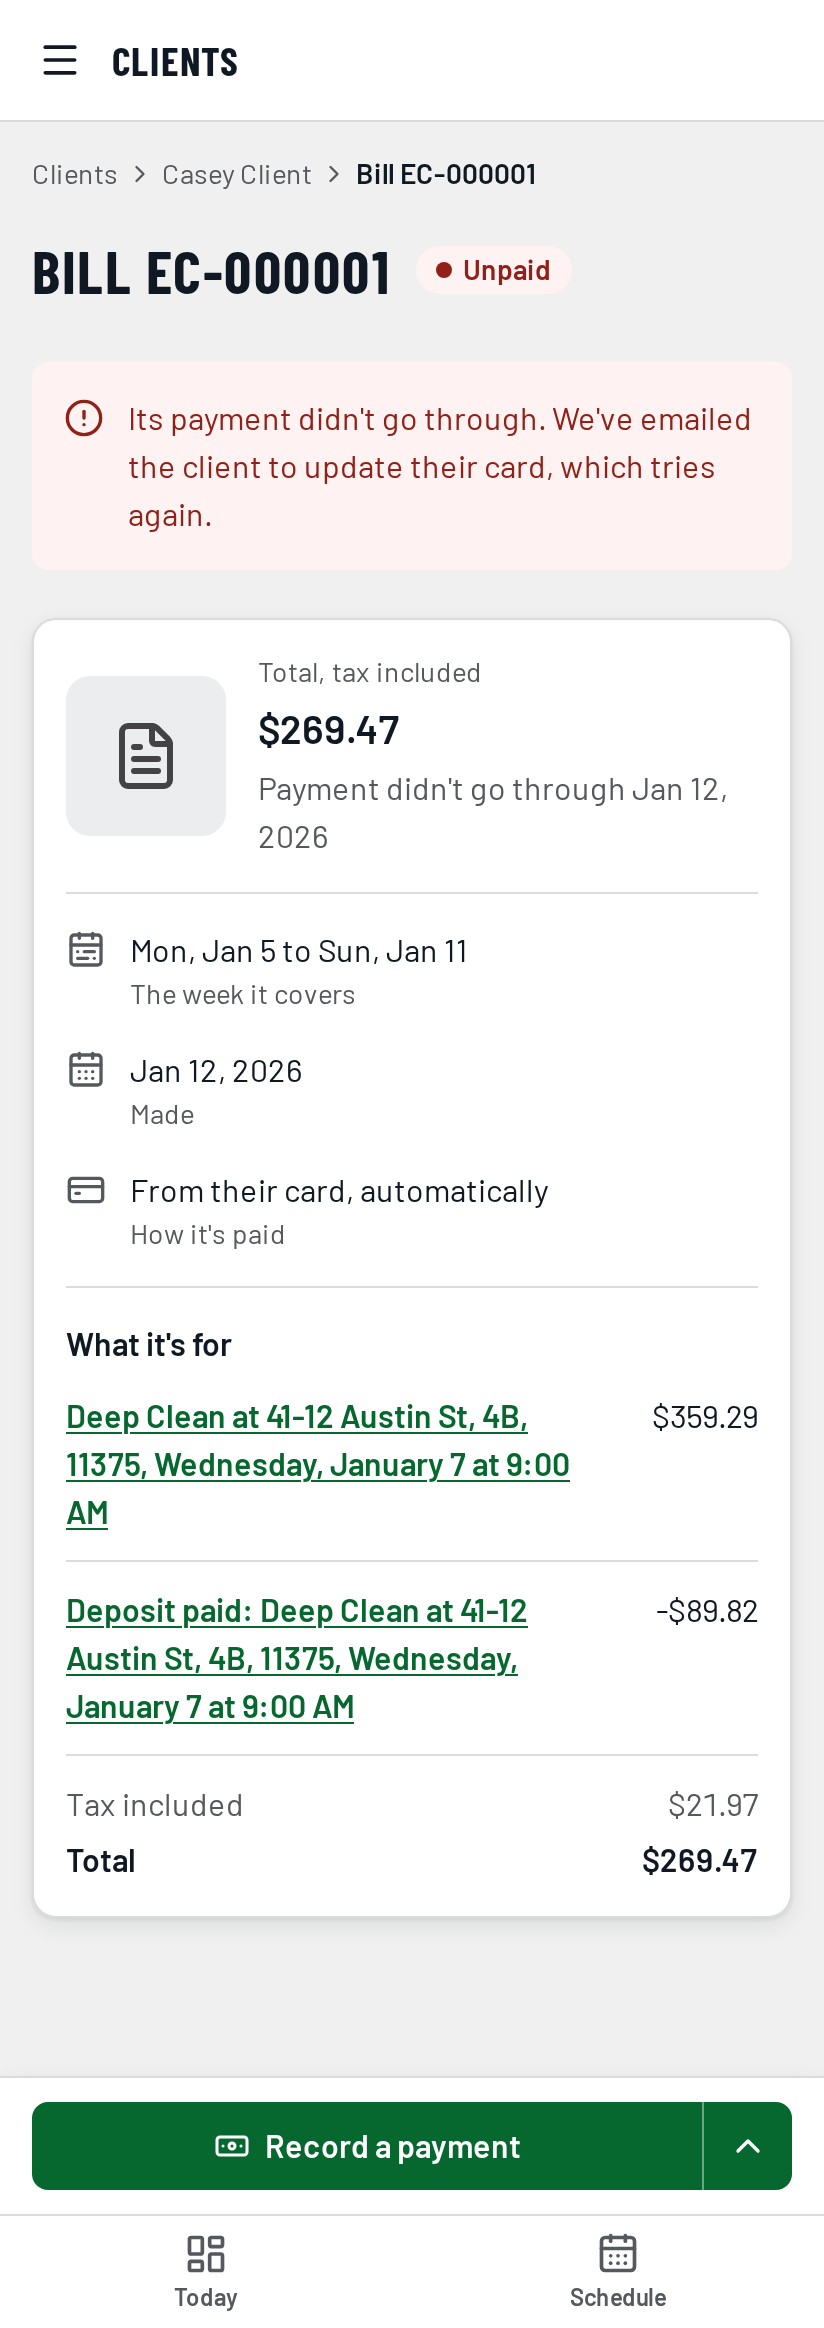 CLIENTS
Clients > Casey Client > Bill EC-000001
BILL EC-000001
Unpaid
Its payment didn't go through. We've emailed
the client to update their card, which tries
again.
Total, tax included
$269.47
Payment didn't go through Jan 12,
2026
Mon, Jan 5 to Sun, Jan 11
The week it covers
Jan 12, 2026
Made
From their card, automatically
How it's paid
What it's for
Deep Clean at 41-12 Austin St, 4B, $359.29
11375, Wednesday, January 7 at 9:00
AM
Deposit paid: Deep Clean at 41-12 -$89.82
Austin St, 4B, 11375, Wednesday,
January 7 at 9:00 AM
Tax included $21.97
Total $269.47
Record a payment
Today Schedule